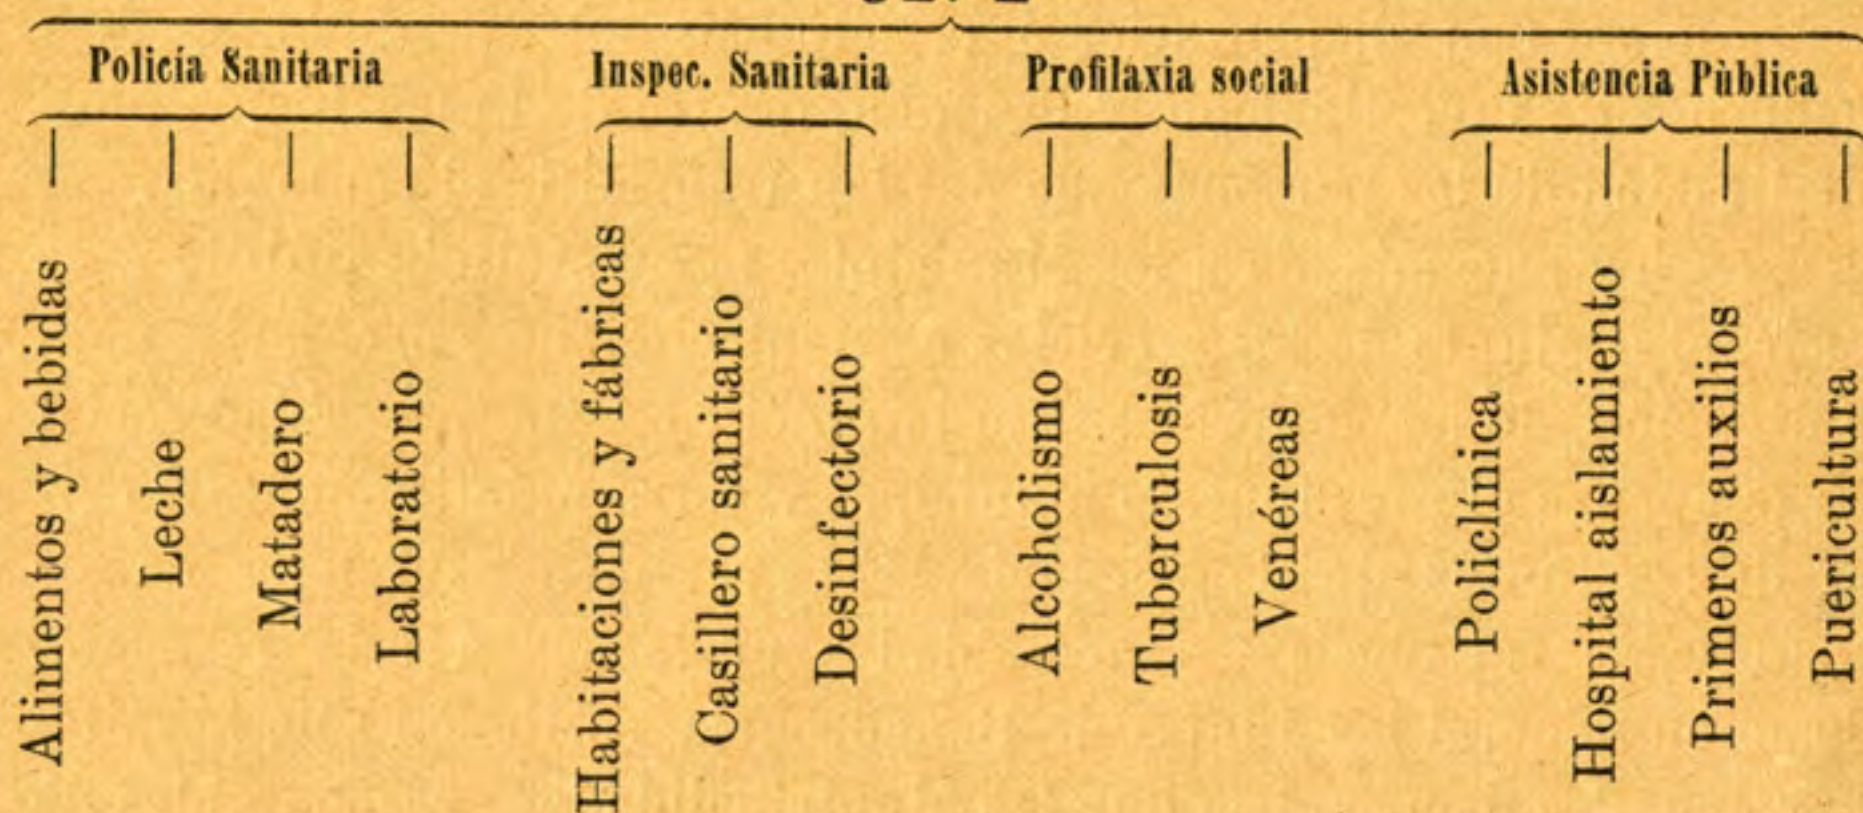 Policía Sanitaria
Inspec. Sanitaria
Profilaxia social
Asistencia Pùblica
Alimentos y bebidas
Leche
Matadero
Laboratorio
Habitaciones y fábricas
Casillero sanitario
Desinfectorio
Alcoholismo
Tuberculosis
Venéreas
Policlínica
Hospital aislamiento
Primeros auxilios
Puericultura